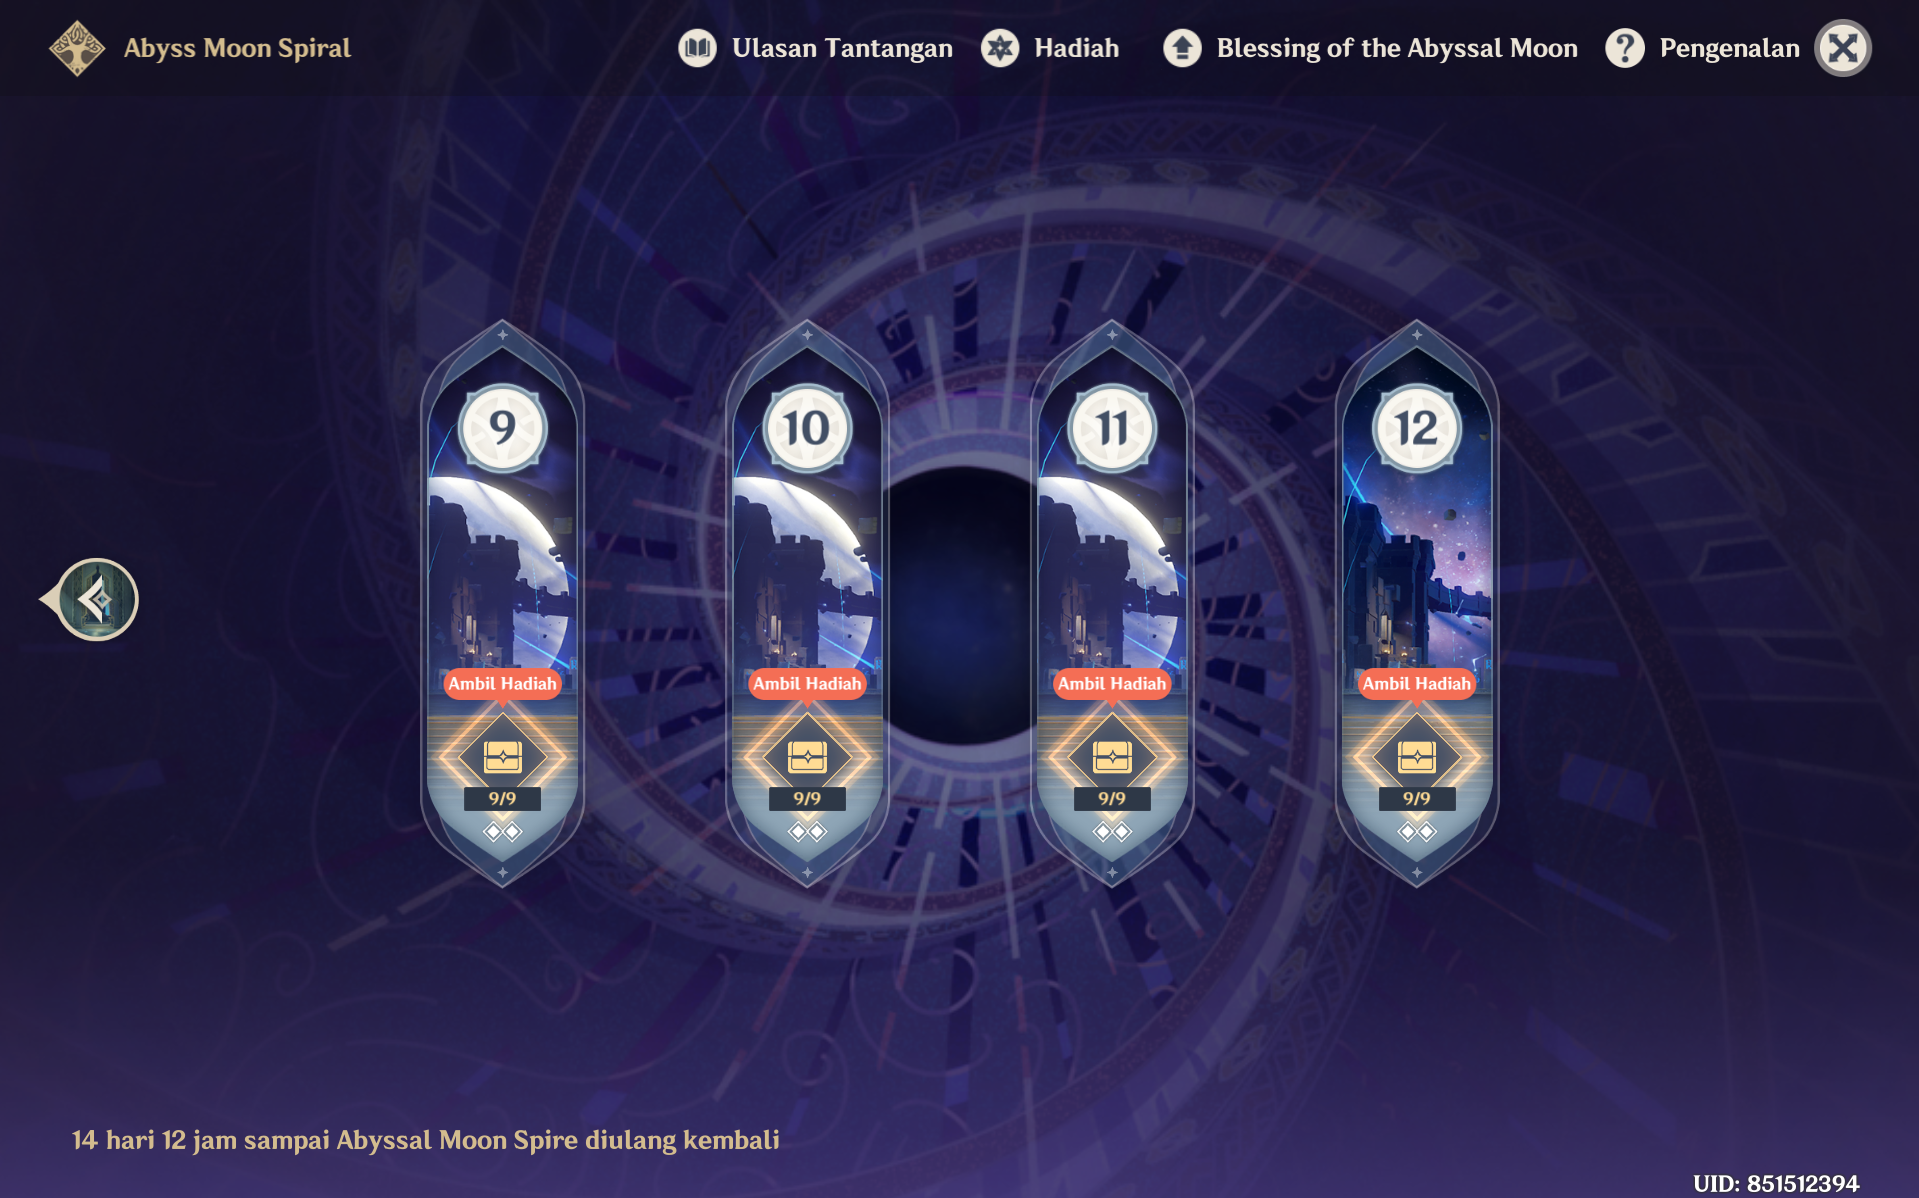 Abyss Moon Spiral
Ulasan Tantangan
Hadiah
Blessing of the Abyssal Moon
? Pengenalan
9
10
11
12
Ambil Hadiah
Ambil Hadiah
Ambil Hadiah
Ambil Hadiah
9/9
9/9
9/9
9/9
14 hari 12 jam sampai Abyssal Moon Spire diulang kembali
UID: 851512394